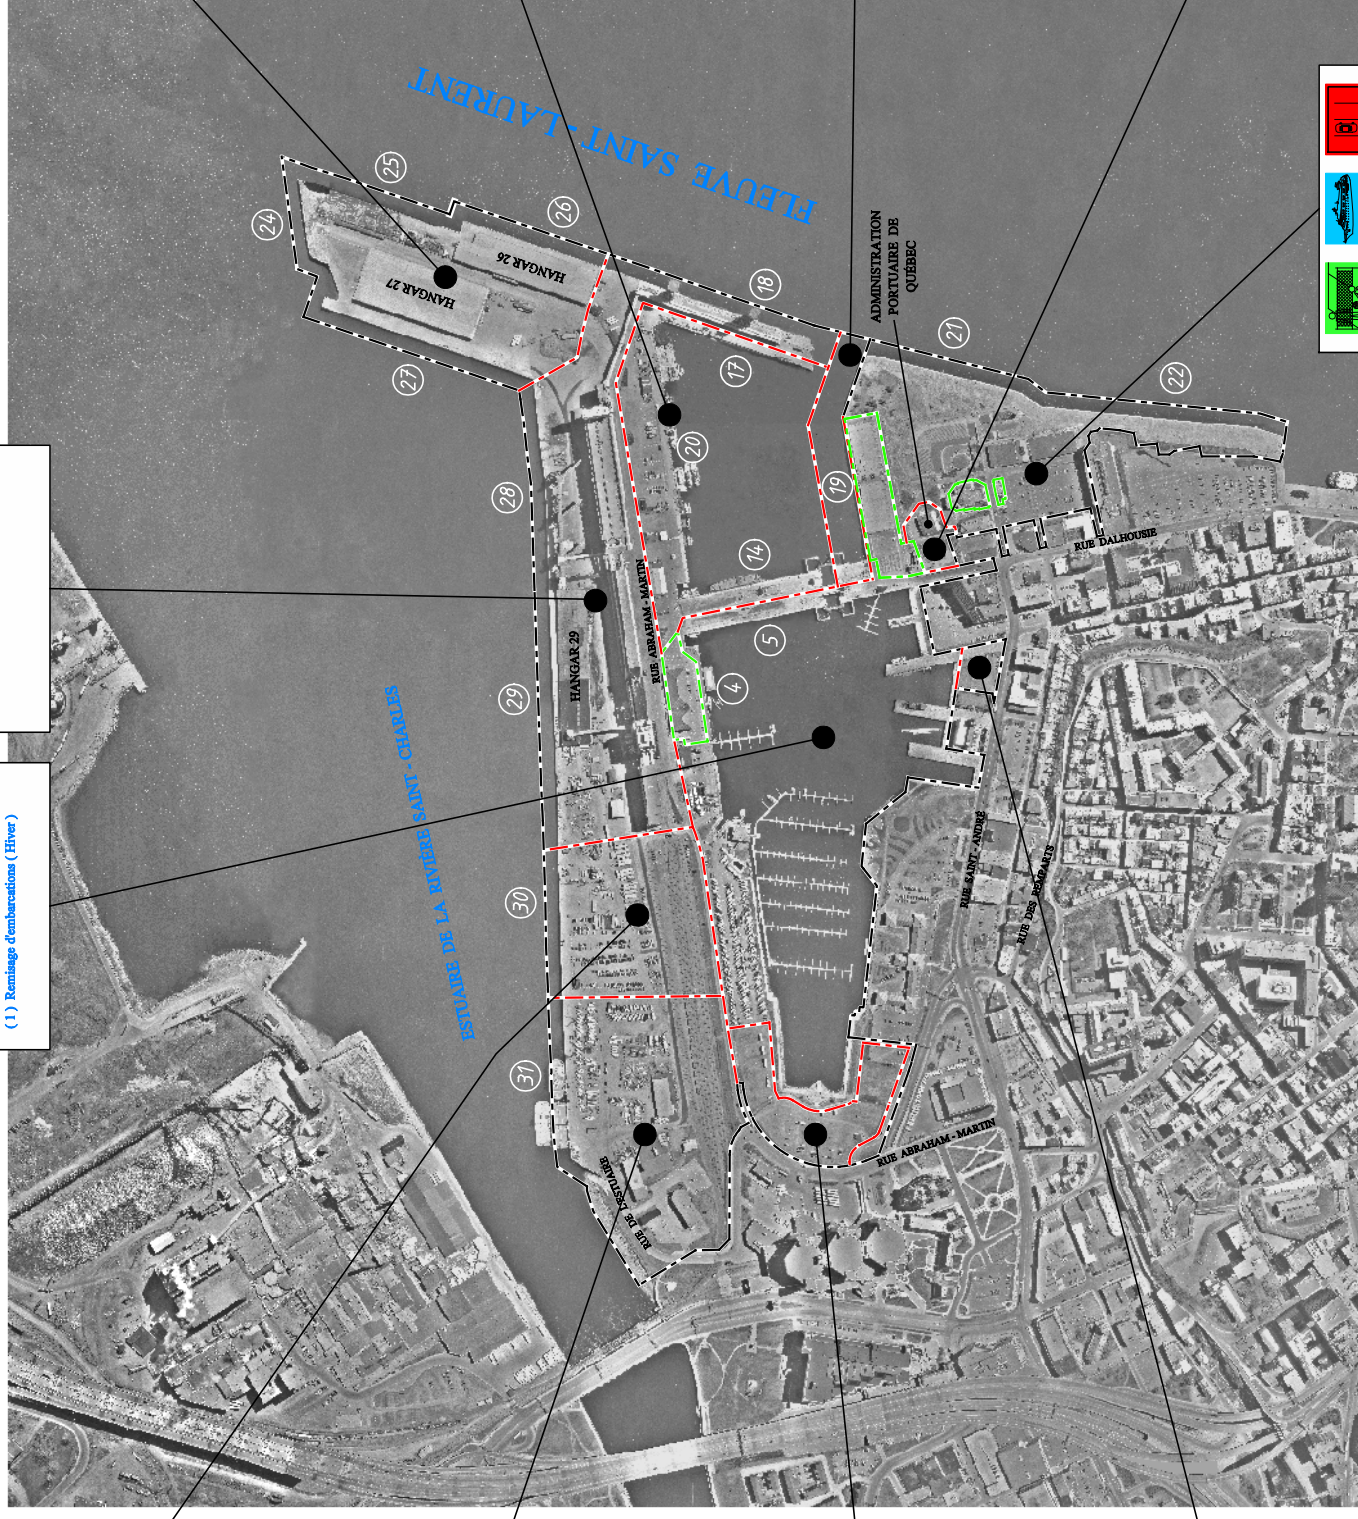 FLEUVE SAINT - LAURENT
25
24
26
HANGAR 26
HANGAR 27
27
18
17
ADMINISTRATION
PORTUAIRE DE
QUÉBEC
21
22
20
19
28
14
RUE DALHOUSIE
RUE ABRAHAM - MARTIN
HANGAR 29
5
4
29
ESTUAIRE DE LA RIVIÈRE SAINT - CHARLES
(1) Remisage d'embarcations (Hiver)
30
RUE SAINT - ANDRÉ
RUE DES REMPARTS
31
RUE ABRAHAM - MARTIN
RUE DE L'ESTUAIRE